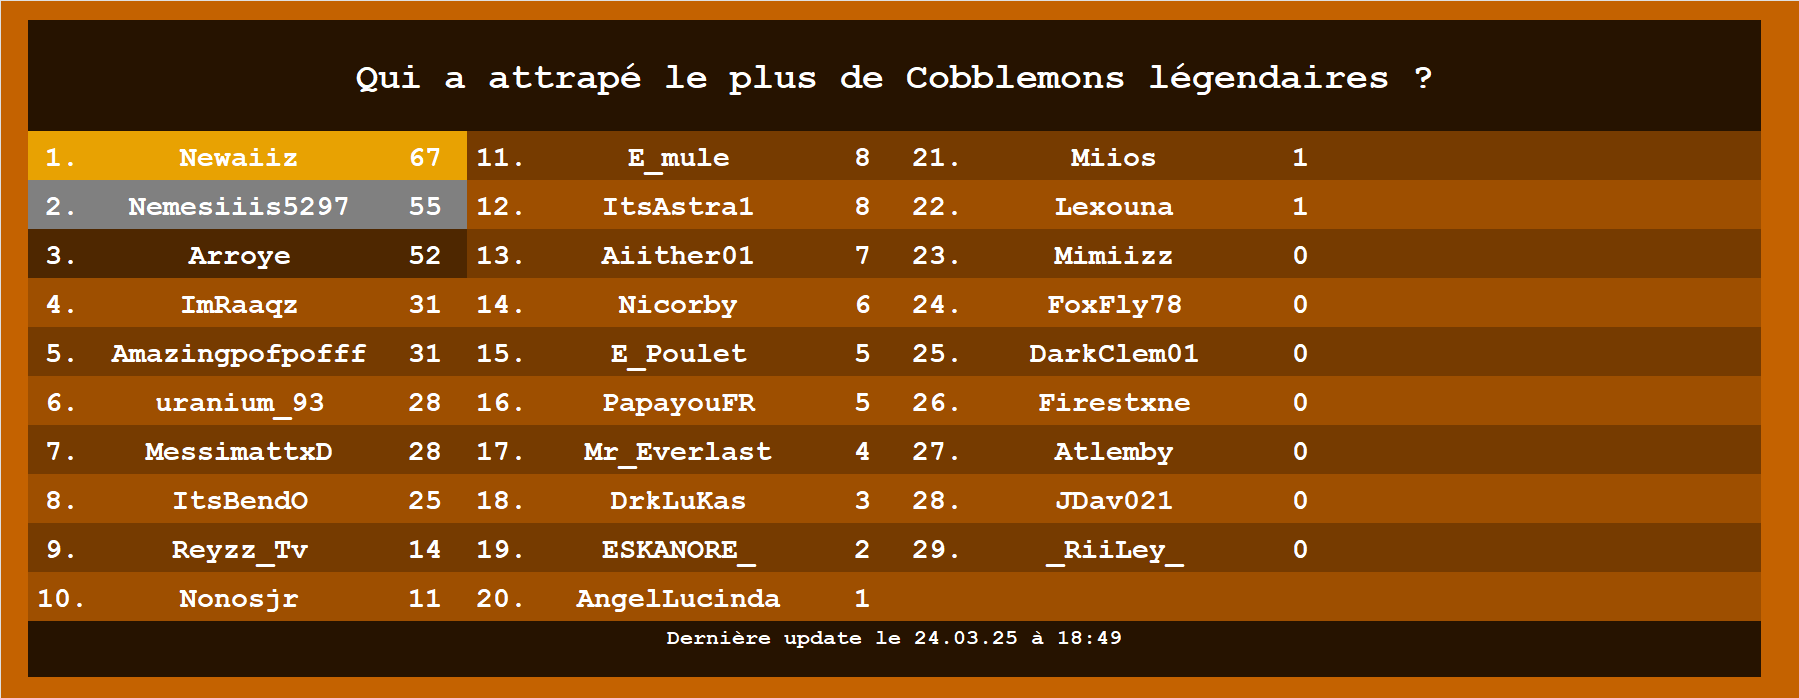 Qui a attrapé le plus de Cobblemons légendaires ?
1. Newaiiz 67 11. E_mule 8 21. Miios 1
2. Nemesiiis5297 55 12. ItsAstra1 8 22. Lexouna 1
3. Arroye 52 13. Aiither01 7 23. Mimiizz 0
4. ImRaaqz 31 14. Nicorby 6 24. FoxFly78 0
5. Amazingpofpofff 31 15. E_Poulet 5 25. DarkClem01 0
6. uranium_93 28 16. PapayouFR 5 26. Firestxne 0
7. MessimattxD 28 17. Mr_Everlast 4 27. Atlemby 0
8. ItsBendO 25 18. DrkLuKas 3 28. JDav021 0
9. Reyzz_Tv 14 19. ESKANORE_ 2 29. _RiiLey_ 0
10. Nonosjr 11 20. AngelLucinda 1
Dernière update le 24.03.25 à 18:49